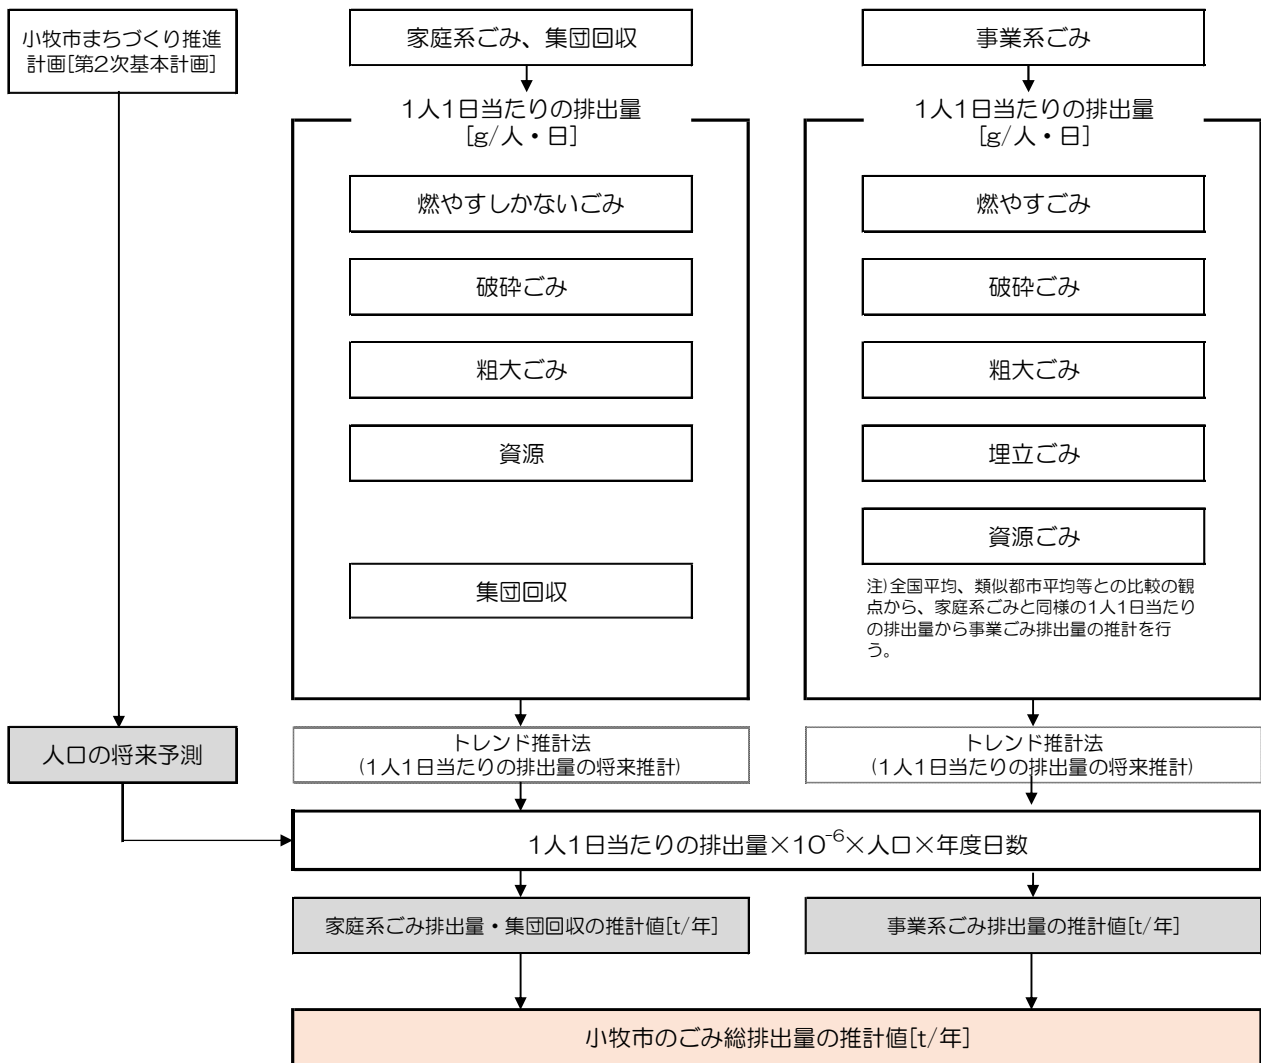 小牧市まちづくり推進
計画[第2次基本計画]
家庭系ごみ、集団回収
事業系ごみ
1人1日当たりの排出量
[g/人・日]
燃やすしかないごみ
破砕ごみ
粗大ごみ
資源
集団回収
1人1日当たりの排出量
[g/人・日]
燃やすごみ
破砕ごみ
粗大ごみ
埋立ごみ
資源ごみ
注)全国平均、類似都市平均等との比較の観
点から、家庭系ごみと同様の1人1日当たり
の排出量から事業ごみ排出量の推計を行
う。
人口の将来予測
トレンド推計法
(1人1日当たりの排出量の将来推計)
トレンド推計法
(1人1日当たりの排出量の将来推計)
1人1日当たりの排出量×10⁻⁶×人口×年度日数
家庭系ごみ排出量・集団回収の推計値[t/年]
事業系ごみ排出量の推計値[t/年]
小牧市のごみ総排出量の推計値[t/年]